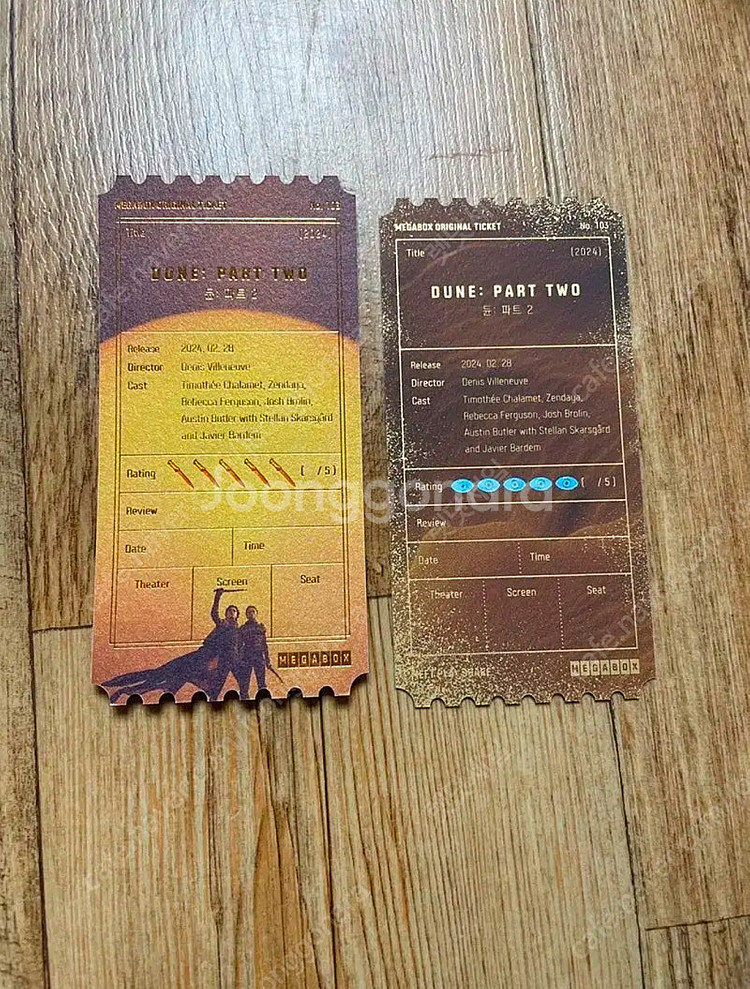 MEGABOX ORIGINAL TICKET No. 103
Title (2024)
DUNE: PART TWO
듄: 파트 2
Release 2024. 02. 28
Director Denis Villeneuve
Cast Timothée Chalamet, Zendaya,
Rebecca Ferguson, Josh Brolin,
Austin Butler with Stellan Skarsgård
and Javier Bardem
Rating ( /5)
Review
Date Time
Theater Screen Seat
MEGABOX
MEGABOX ORIGINAL TICKET No. 103
Title (2024)
DUNE: PART TWO
듄: 파트 2
Release 2024. 02. 28
Director Denis Villeneuve
Cast Timothée Chalamet, Zendaya,
Rebecca Ferguson, Josh Brolin,
Austin Butler with Stellan Skarsgård
and Javier Bardem
Rating ( /5)
Review
Date Time
Theater Screen Seat
MEET PLAY SHARE
MEGABOX
Joonggonara